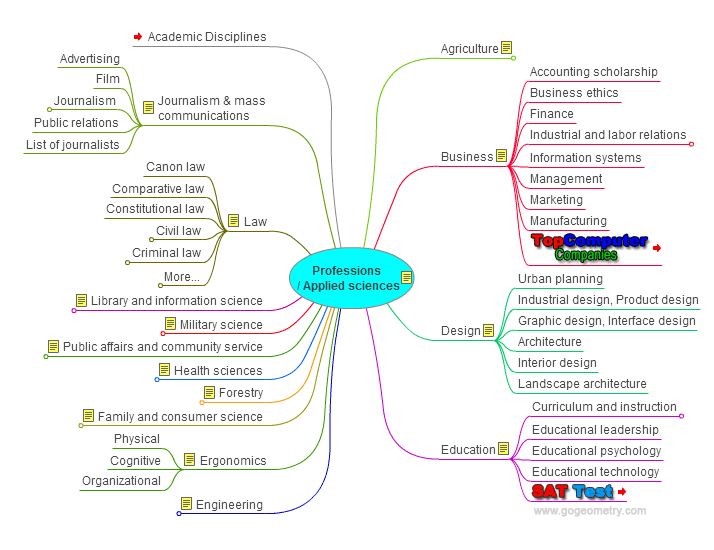 Academic Disciplines
Advertising
Film
Journalism
Public relations
List of journalists
Journalism & mass
communications
Canon law
Comparative law
Constitutional law
Civil law
Criminal law
More...
Law
Library and information science
Military science
Public affairs and community service
Health sciences
Forestry
Family and consumer science
Physical
Cognitive
Organizational
Ergonomics
Engineering
Professions
/ Applied sciences
Agriculture
Business
Accounting scholarship
Business ethics
Finance
Industrial and labor relations
Information systems
Management
Marketing
Manufacturing
TopComputer
Companies
Design
Urban planning
Industrial design, Product design
Graphic design, Interface design
Architecture
Interior design
Landscape architecture
Education
Curriculum and instruction
Educational leadership
Educational psychology
Educational technology
SAT Test
www.gogeometry.com